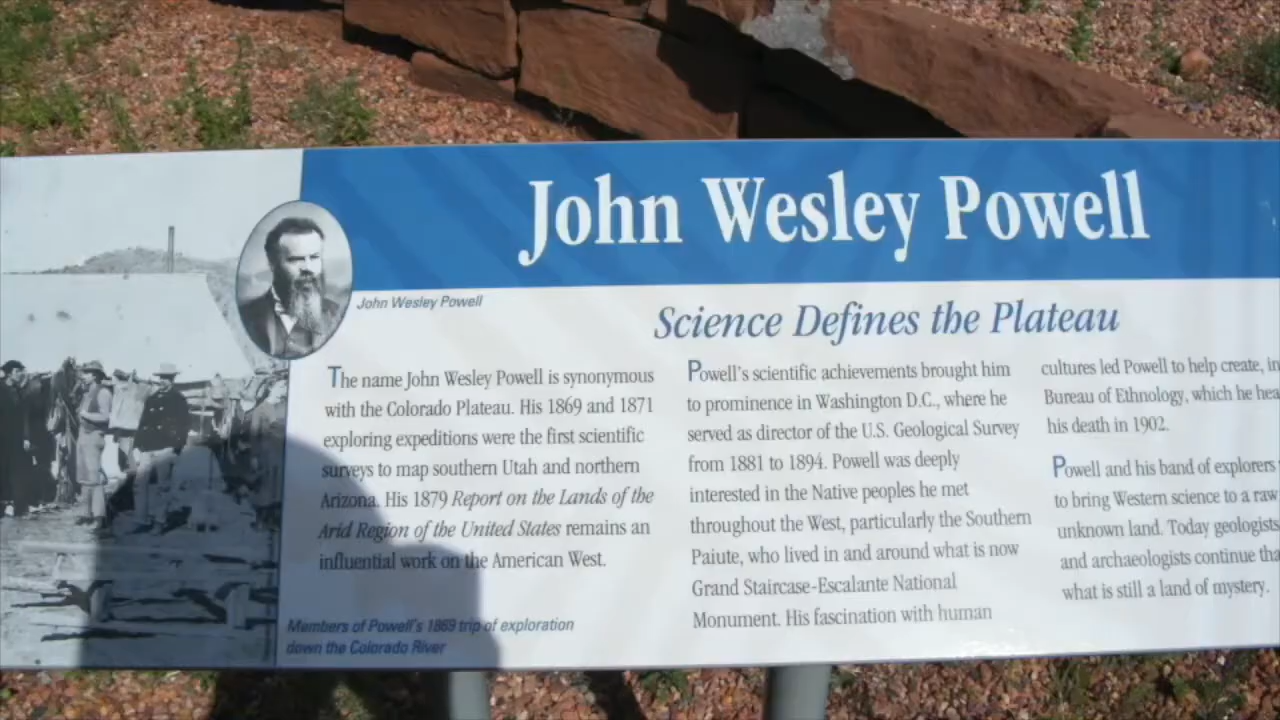 John Wesley Powell
John Wesley Powell
Science Defines the Plateau
The name John Wesley Powell is synonymous
with the Colorado Plateau. His 1869 and 1871
exploring expeditions were the first scientific
surveys to map southern Utah and northern
Arizona. His 1879 Report on the Lands of the
Arid Region of the United States remains an
influential work on the American West.
Members of Powell's 1869 trip of exploration
down the Colorado River
Powell's scientific achievements brought him
to prominence in Washington D.C., where he
served as director of the U.S. Geological Survey
from 1881 to 1894. Powell was deeply
interested in the Native peoples he met
throughout the West, particularly the Southern
Paiute, who lived in and around what is now
Grand Staircase-Escalante National
Monument. His fascination with human
cultures led Powell to help create, in
Bureau of Ethnology, which he hea
his death in 1902.
Powell and his band of explorers
to bring Western science to a raw
unknown land. Today geologists
and archaeologists continue tha
what is still a land of mystery.